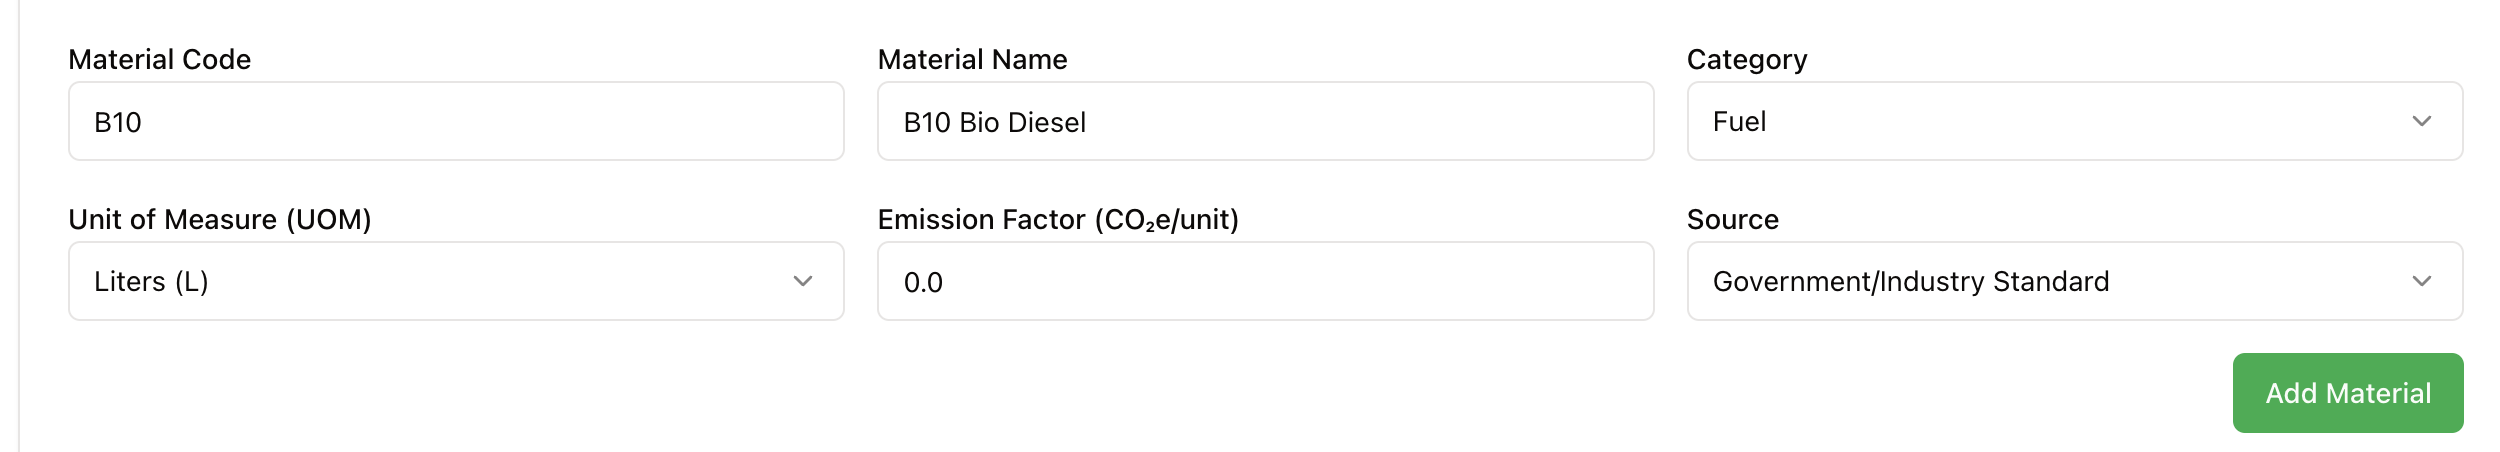 Material Code
Material Name
Category
B10
B10 Bio Diesel
Fuel
Unit of Measure (UOM)
Emission Factor (CO₂e/unit)
Source
Liters (L)
0.0
Government/Industry Standard
Add Material